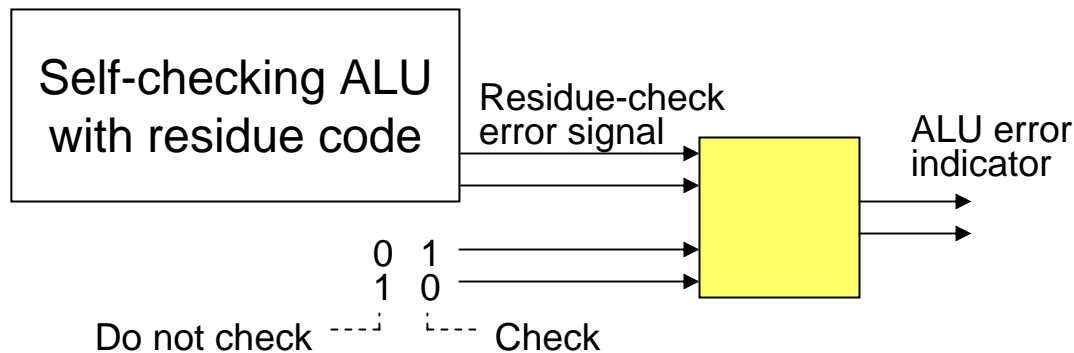 Self-checking ALU
with residue code
Residue-check
error signal
ALU error
indicator
0 1
1 0
Do not check
Check